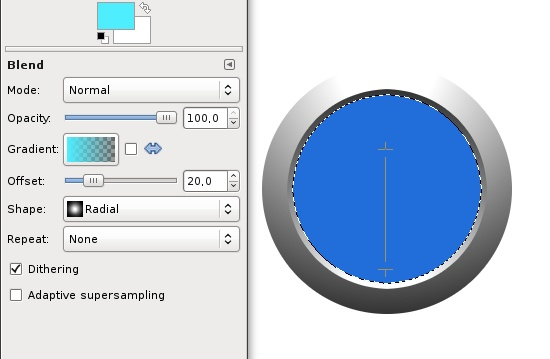 Blend
Mode: Normal
Opacity: 100,0
Gradient:
Offset: 20,0
Shape: Radial
Repeat: None
Dithering
Adaptive supersampling